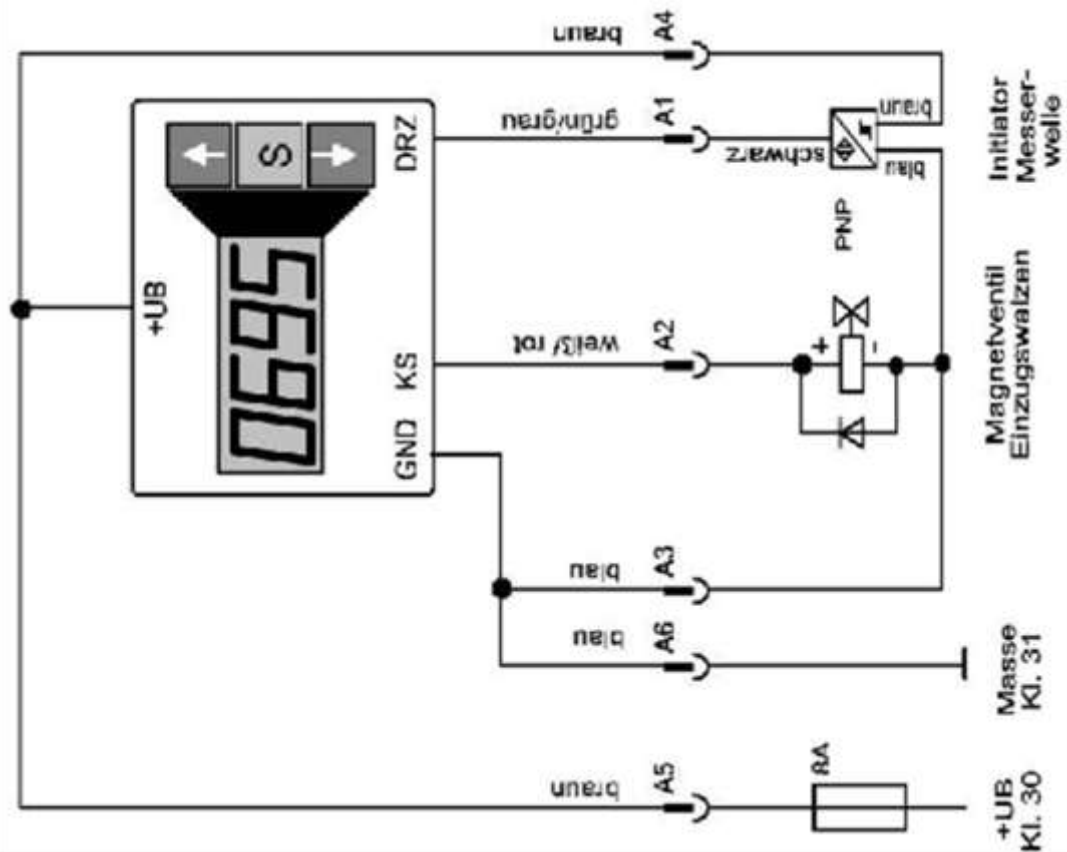 +UB
0695
S
GND
KS
DRZ
braun
blau
blau
weiß/ rot
grün/grau
braun
A5
A6
A3
A2
A1
A4
schwarz
8A
+
-
PNP
blau
braun
+UB
Kl. 30
Masse
Kl. 31
Magnetventil
Einzugswalzen
Initiator
Messer-
welle